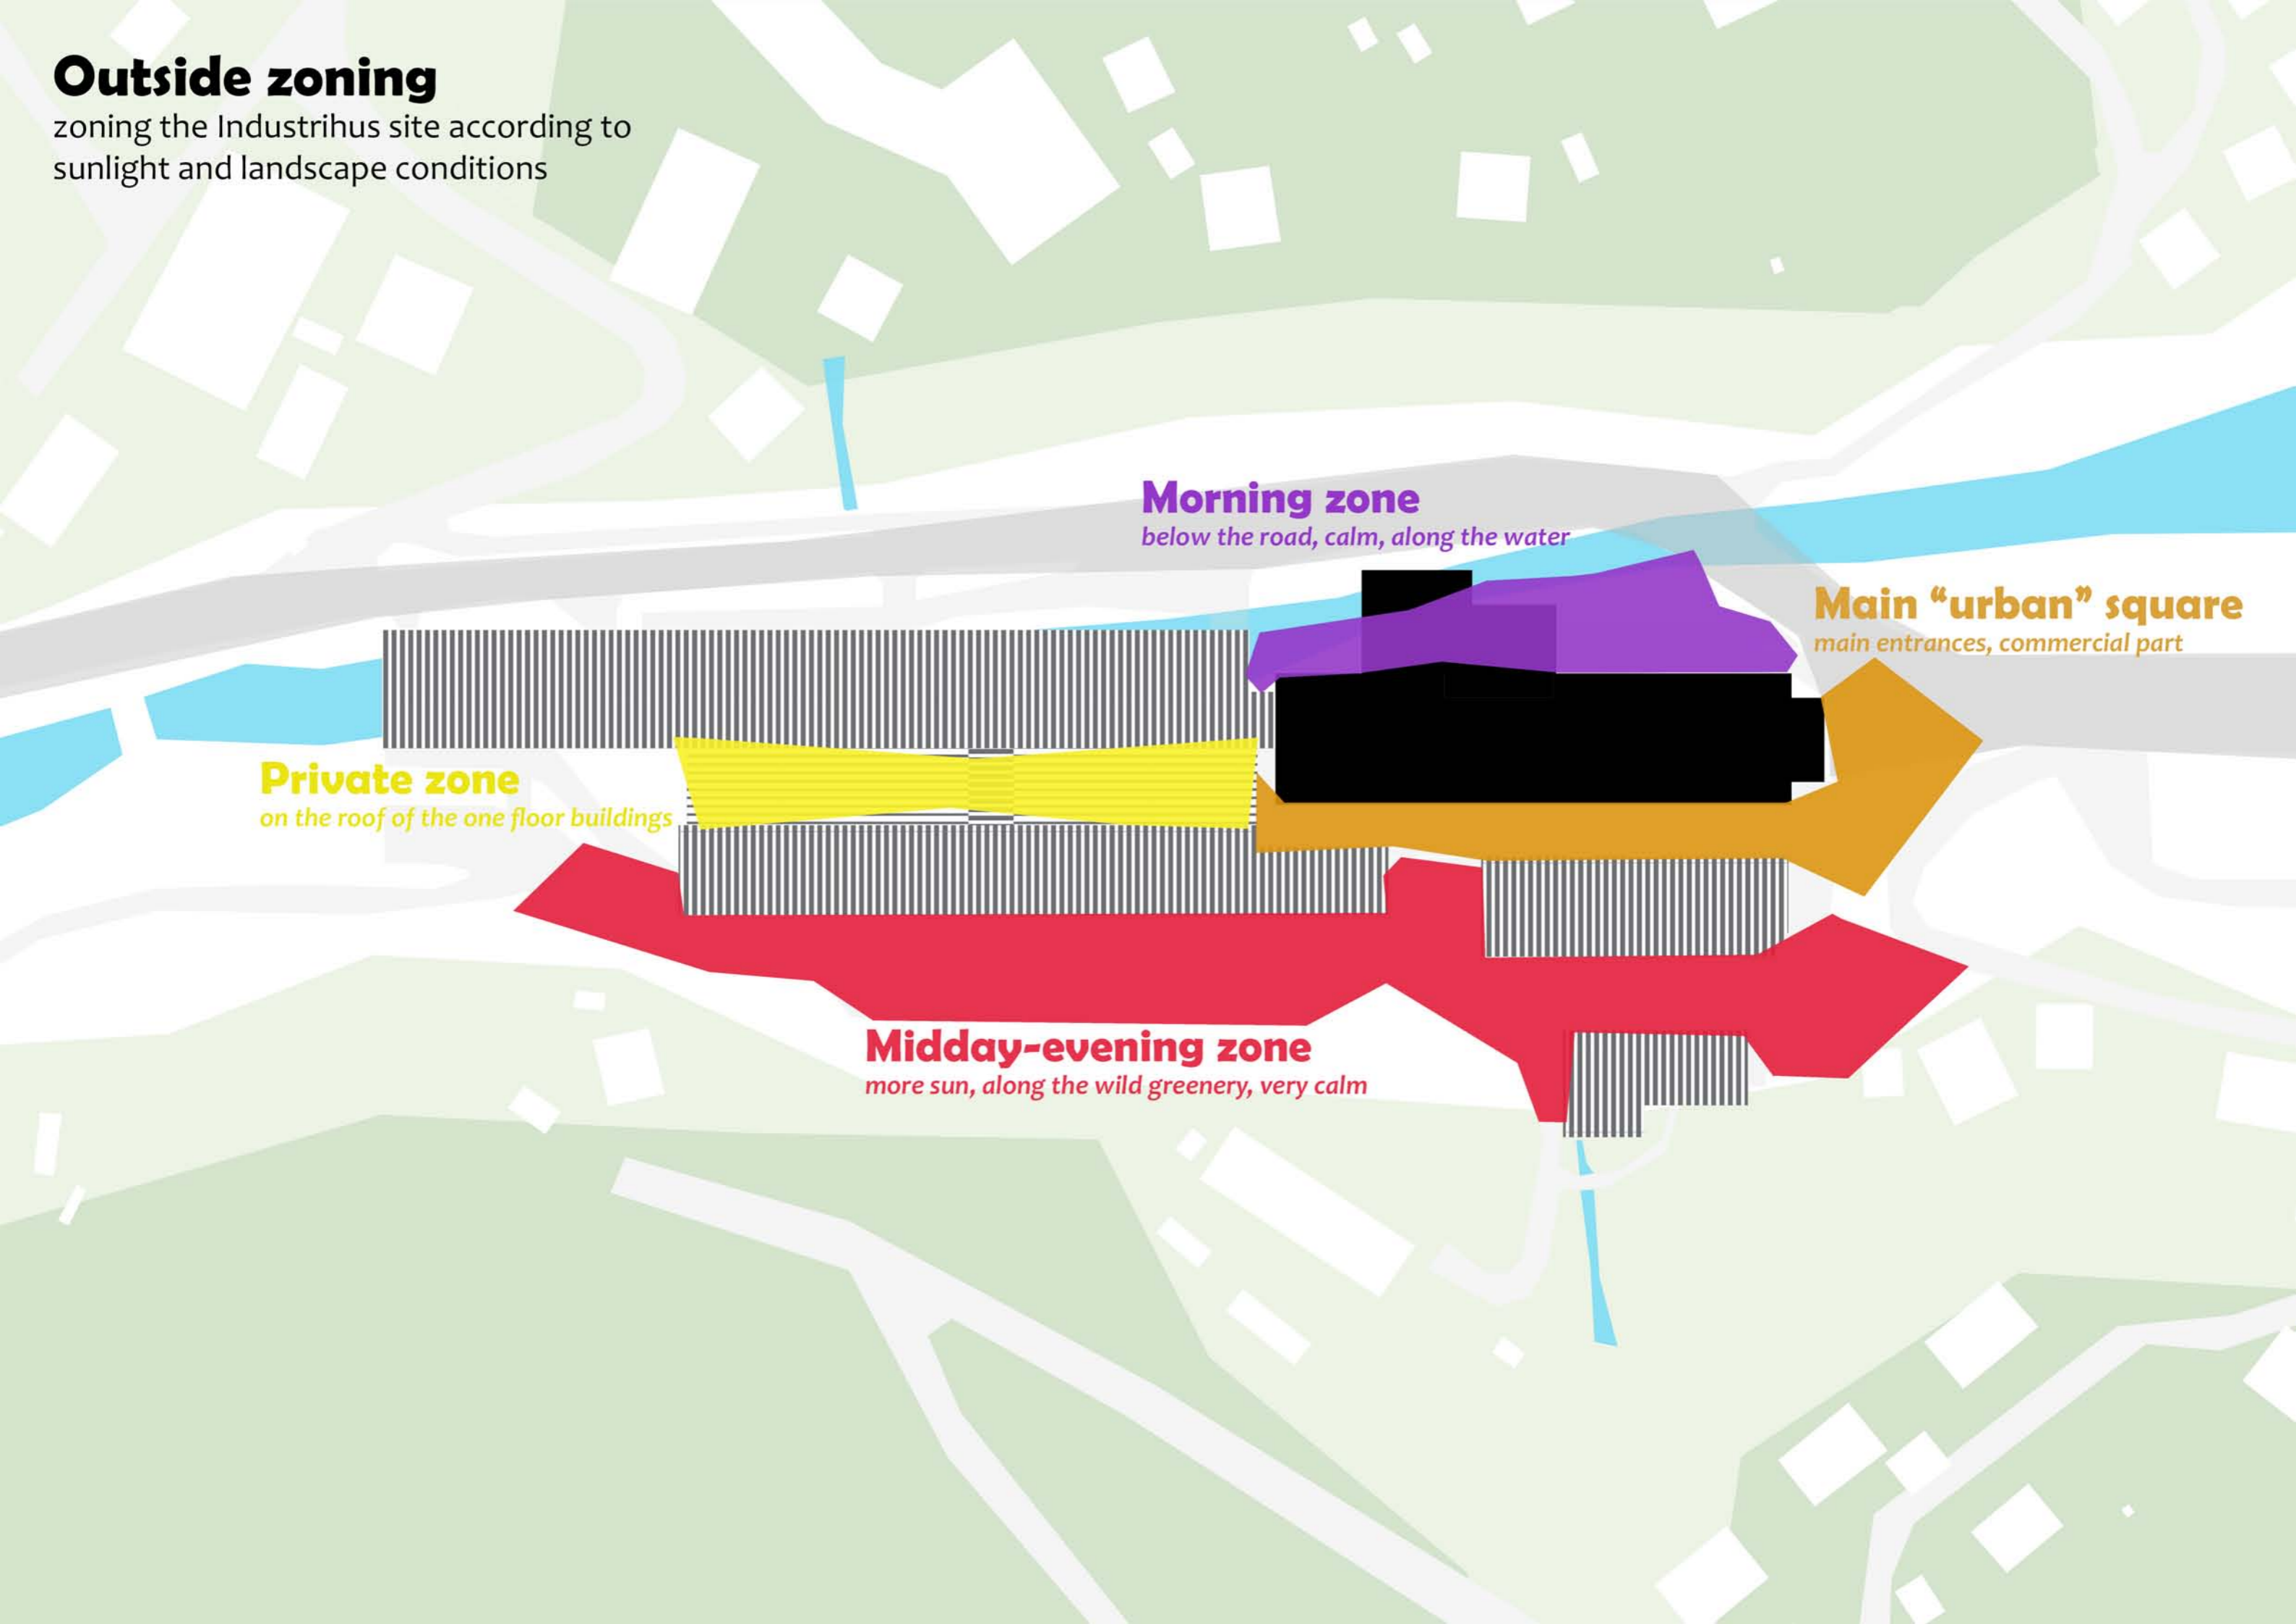 Outside zoning
zoning the Industrihus site according to
sunlight and landscape conditions
Morning zone
below the road, calm, along the water
Main “urban” square
main entrances, commercial part
Private zone
on the roof of the one floor buildings
Midday-evening zone
more sun, along the wild greenery, very calm